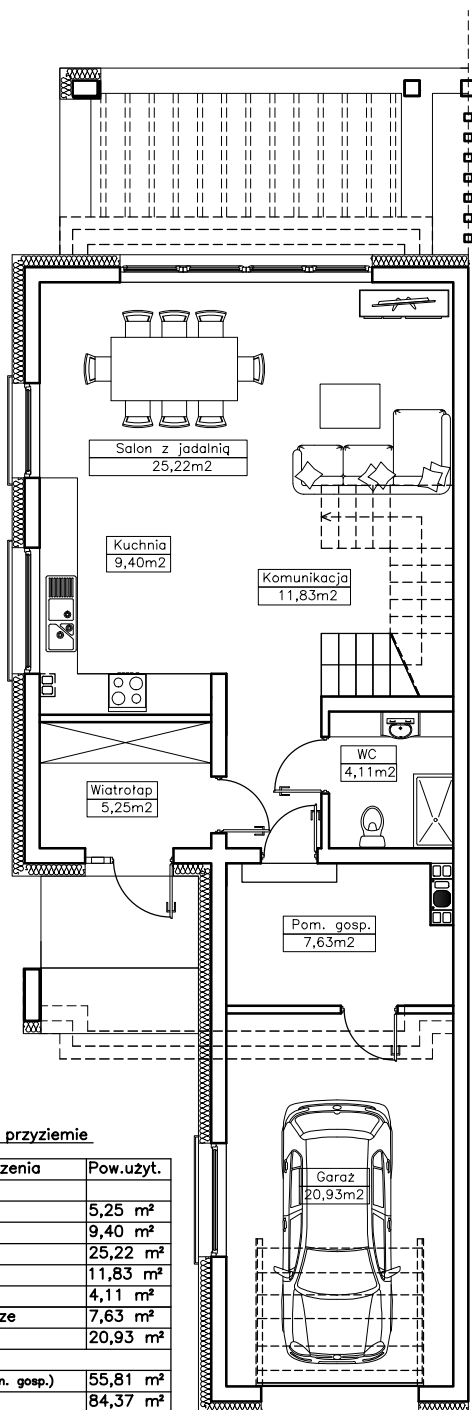 Salon z jadalnią
25,22m2
Kuchnia
9,40m2
Komunikacja
11,83m2
WC
4,11m2
Wiatrołap
5,25m2
Pom. gosp.
7,63m2
Garaż
20,93m2
przyziemie
zenia Pow.użyt.
5,25 m²
9,40 m²
25,22 m²
11,83 m²
4,11 m²
ze 7,63 m²
20,93 m²
n. gosp.) 55,81 m²
84,37 m²